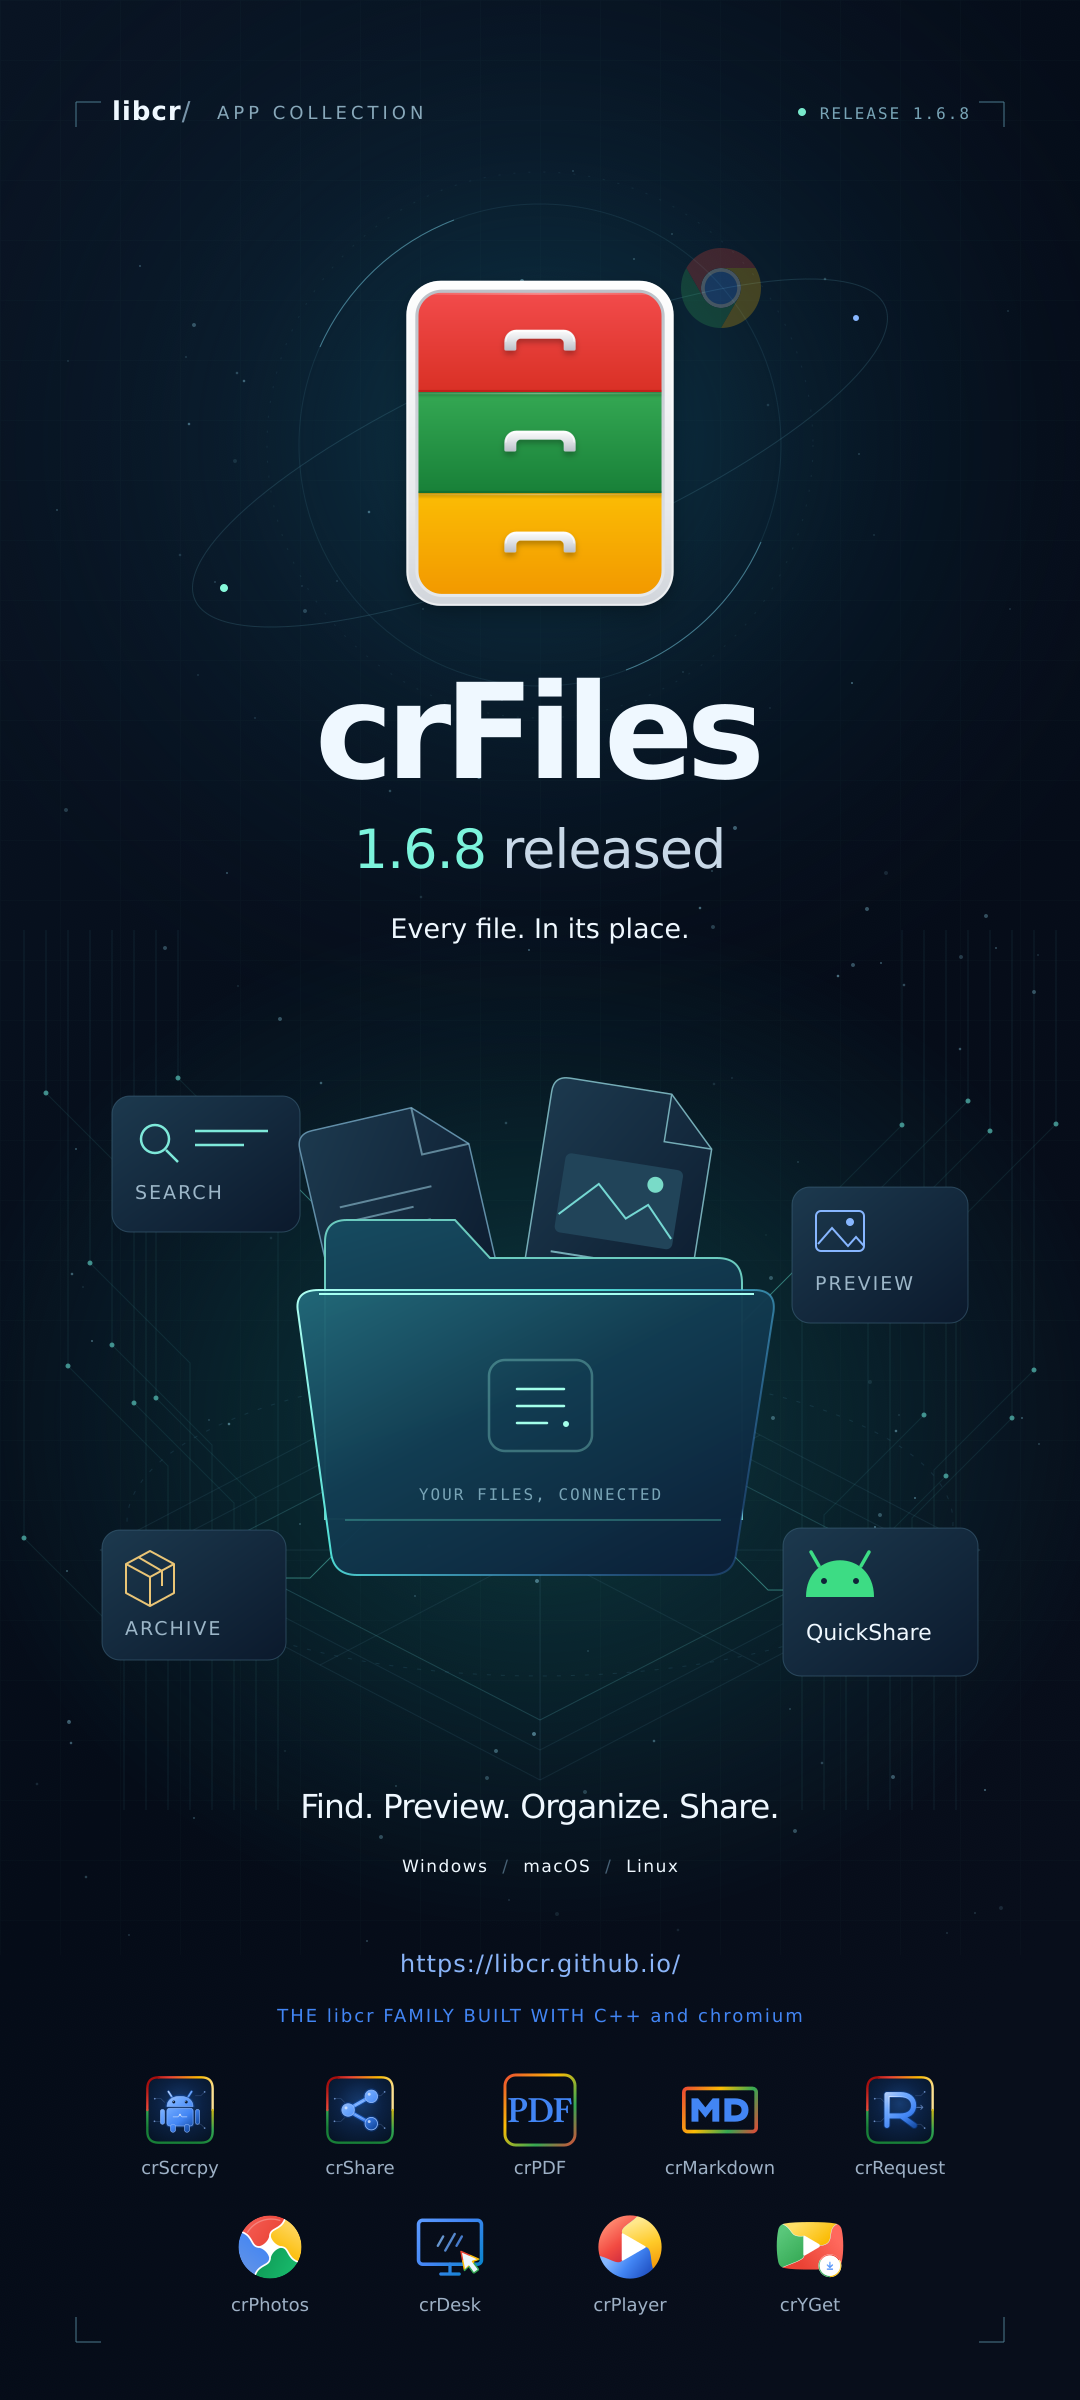 libcr/ APP COLLECTION
RELEASE 1.6.8
crFiles
1.6.8 released
Every file. In its place.
SEARCH
PREVIEW
YOUR FILES, CONNECTED
ARCHIVE
QuickShare
Find. Preview. Organize. Share.
Windows / macOS / Linux
https://libcr.github.io/
THE libcr FAMILY BUILT WITH C++ and chromium
PDF
MD
R
crScrcpy crShare crPDF crMarkdown crRequest
crPhotos crDesk crPlayer crYGet